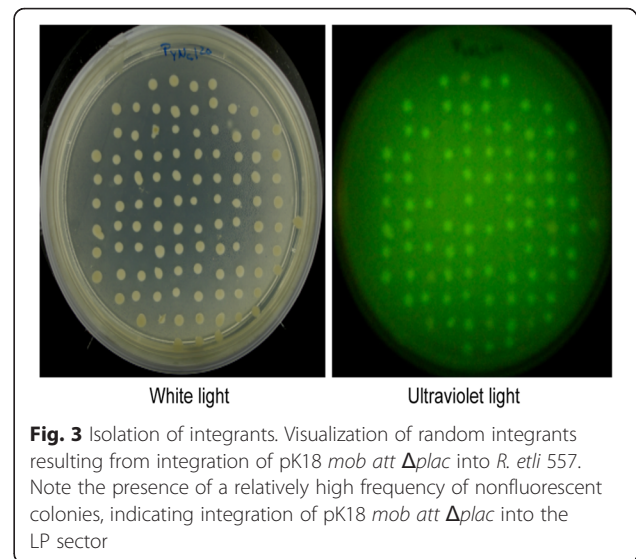 White light
Ultraviolet light
Fig. 3 Isolation of integrants. Visualization of random integrants
resulting from integration of pK18 mob att Δplac into R. etli 557.
Note the presence of a relatively high frequency of nonfluorescent
colonies, indicating integration of pK18 mob att Δplac into the
LP sector